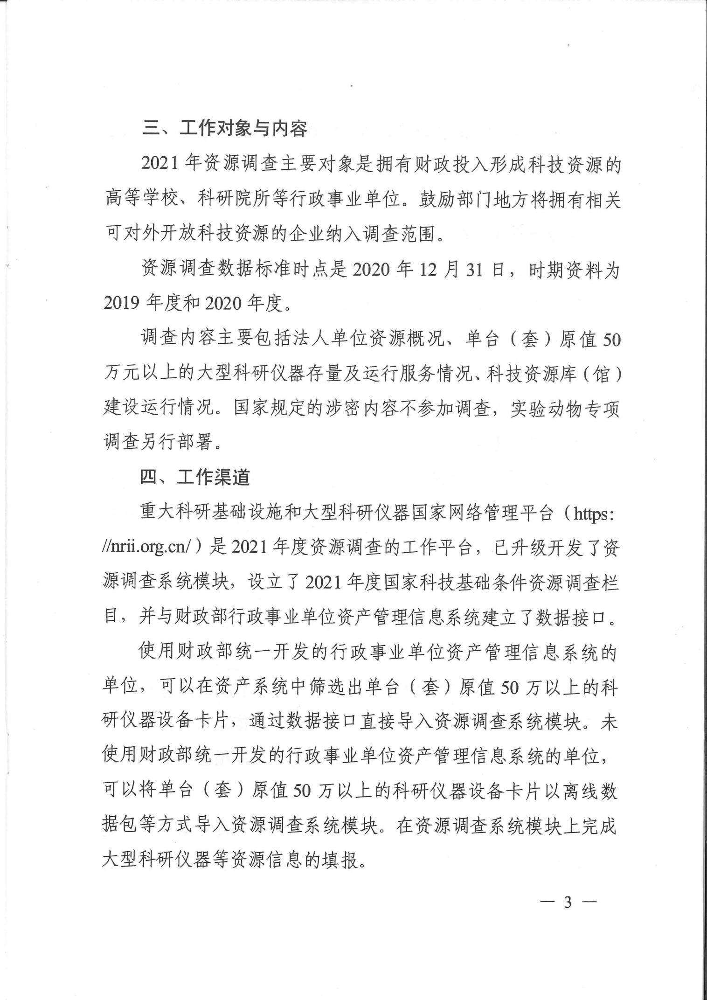 三、工作对象与内容
2021 年资源调查主要对象是拥有财政投入形成科技资源的
高等学校、科研院所等行政事业单位。鼓励部门地方将拥有相关
可对外开放科技资源的企业纳入调查范围。
资源调查数据标准时点是 2020 年 12 月 31 日，时期资料为
2019 年度和 2020 年度。
调查内容主要包括法人单位资源概况、单台（套）原值 50
万元以上的大型科研仪器存量及运行服务情况、科技资源库（馆）
建设运行情况。国家规定的涉密内容不参加调查，实验动物专项
调查另行部署。
四、工作渠道
重大科研基础设施和大型科研仪器国家网络管理平台（https:
//nrii.org.cn/）是 2021 年度资源调查的工作平台，已升级开发了资
源调查系统模块，设立了 2021 年度国家科技基础条件资源调查栏
目，并与财政部行政事业单位资产管理信息系统建立了数据接口。
使用财政部统一开发的行政事业单位资产管理信息系统的
单位，可以在资产系统中筛选出单台（套）原值 50 万以上的科
研仪器设备卡片，通过数据接口直接导入资源调查系统模块。未
使用财政部统一开发的行政事业单位资产管理信息系统的单位，
可以将单台（套）原值 50 万以上的科研仪器设备卡片以离线数
据包等方式导入资源调查系统模块。在资源调查系统模块上完成
大型科研仪器等资源信息的填报。
— 3 —